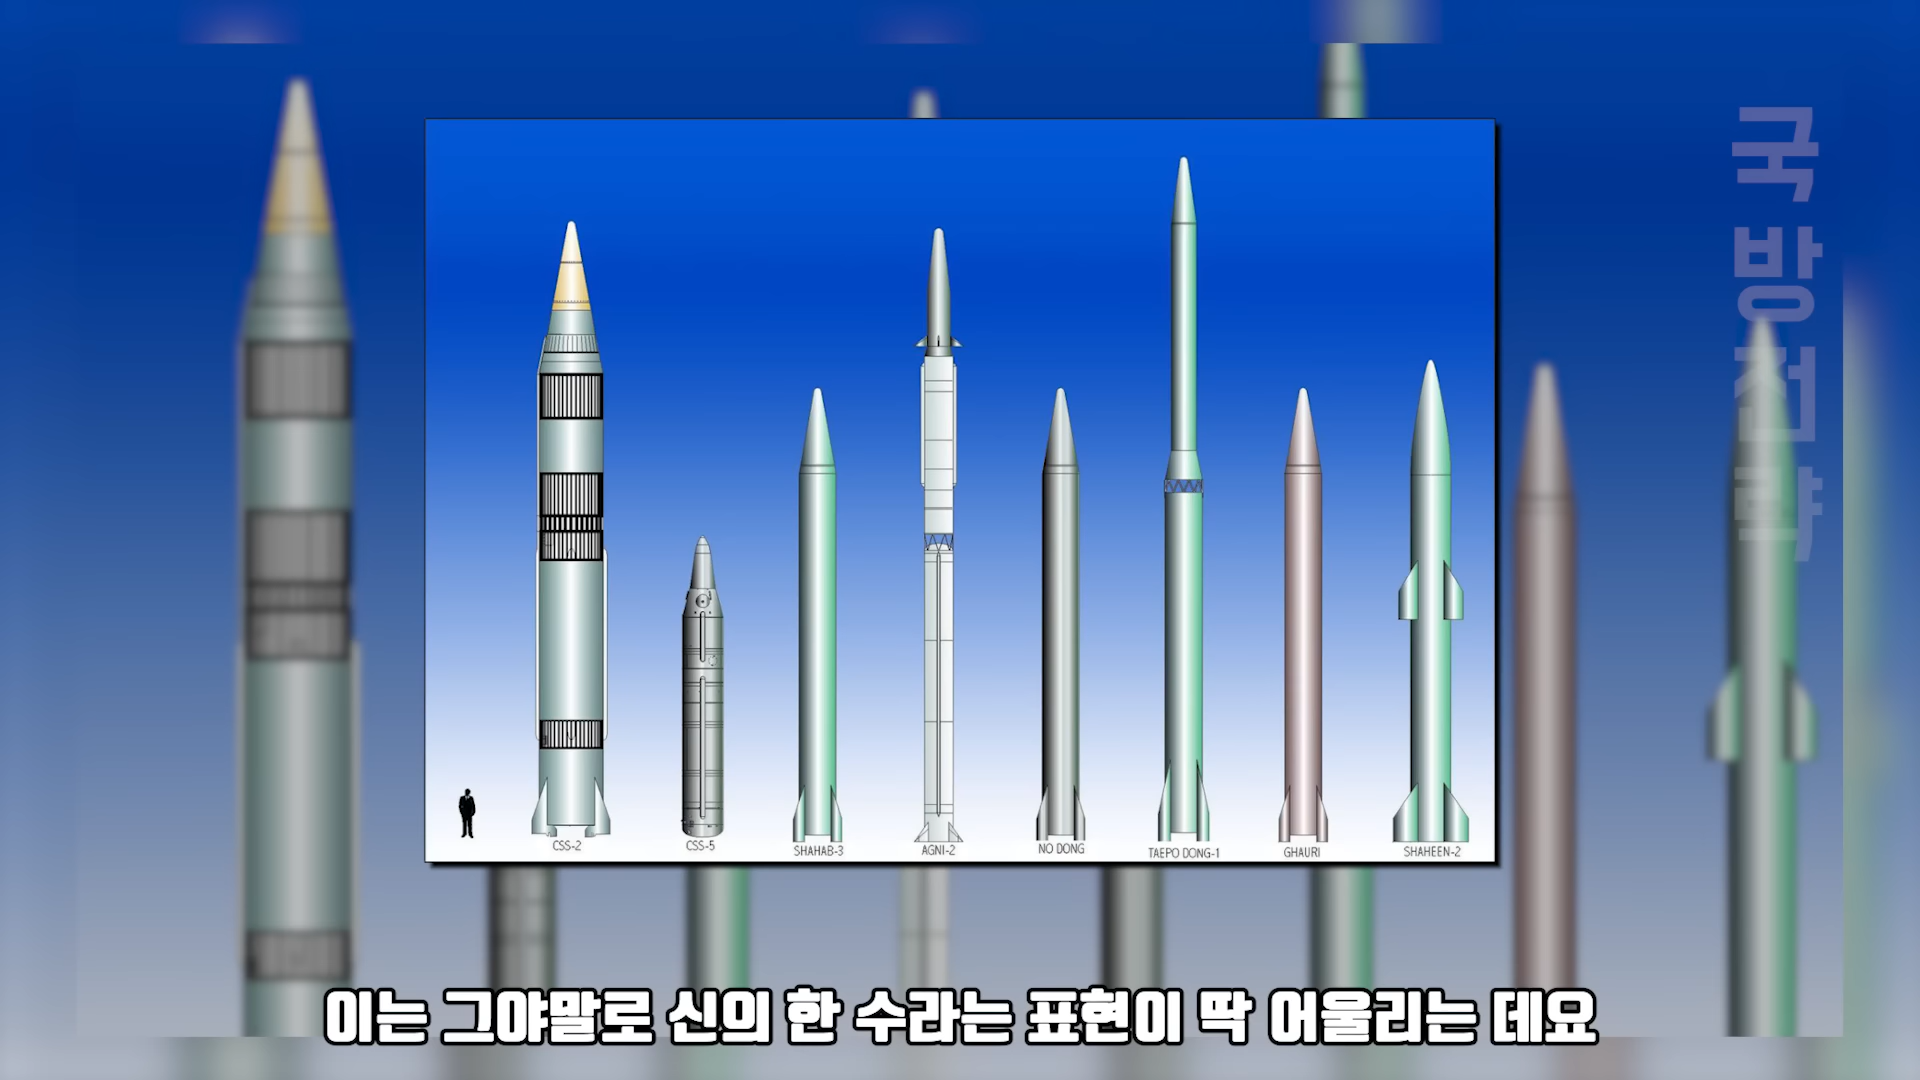 국방전략
CSS-2
CSS-5
SHAHAB-3
AGNI-2
NO DONG
TAEPO DONG-1
GHAURI
SHAHEEN-2
이는 그야말로 신의 한 수라는 표현이 딱 어울리는 데요